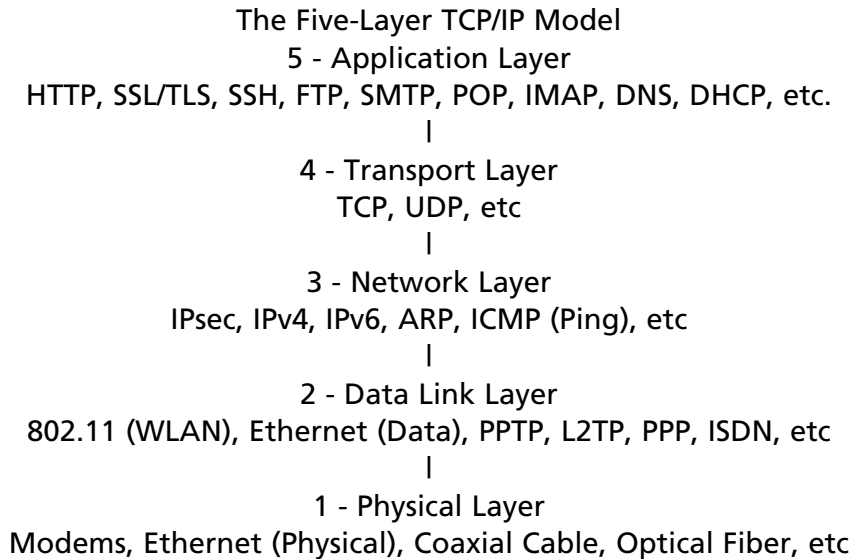 The Five-Layer TCP/IP Model
5 - Application Layer
HTTP, SSL/TLS, SSH, FTP, SMTP, POP, IMAP, DNS, DHCP, etc.
|
4 - Transport Layer
TCP, UDP, etc
|
3 - Network Layer
IPsec, IPv4, IPv6, ARP, ICMP (Ping), etc
|
2 - Data Link Layer
802.11 (WLAN), Ethernet (Data), PPTP, L2TP, PPP, ISDN, etc
|
1 - Physical Layer
Modems, Ethernet (Physical), Coaxial Cable, Optical Fiber, etc